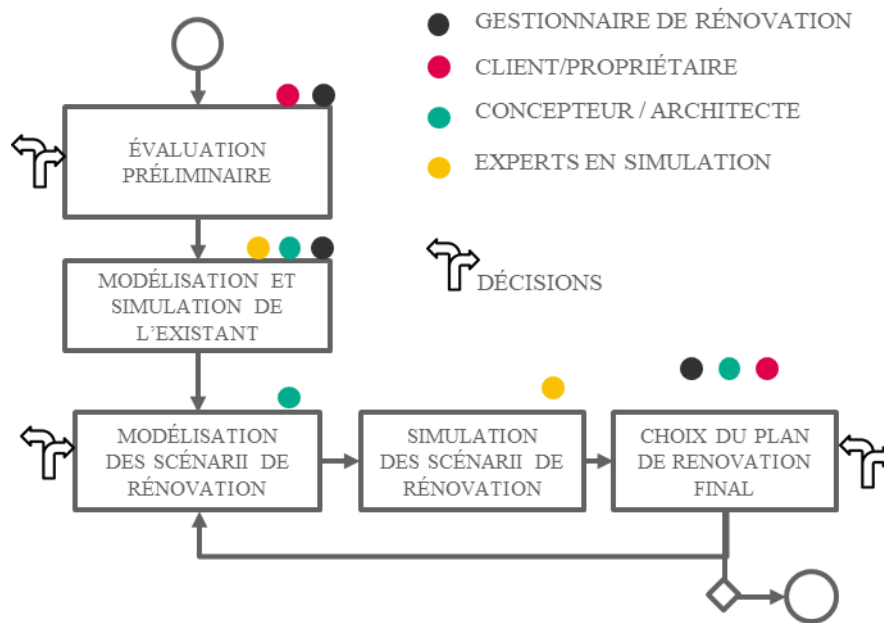 GESTIONNAIRE DE RÉNOVATION
CLIENT/PROPRIÉTAIRE
CONCEPTEUR / ARCHITECTE
EXPERTS EN SIMULATION
DÉCISIONS
ÉVALUATION
PRÉLIMINAIRE
MODÉLISATION ET
SIMULATION DE
L'EXISTANT
MODÉLISATION
DES SCÉNARII DE
RÉNOVATION
SIMULATION
DES SCÉNARII DE
RÉNOVATION
CHOIX DU PLAN
DE RENOVATION
FINAL